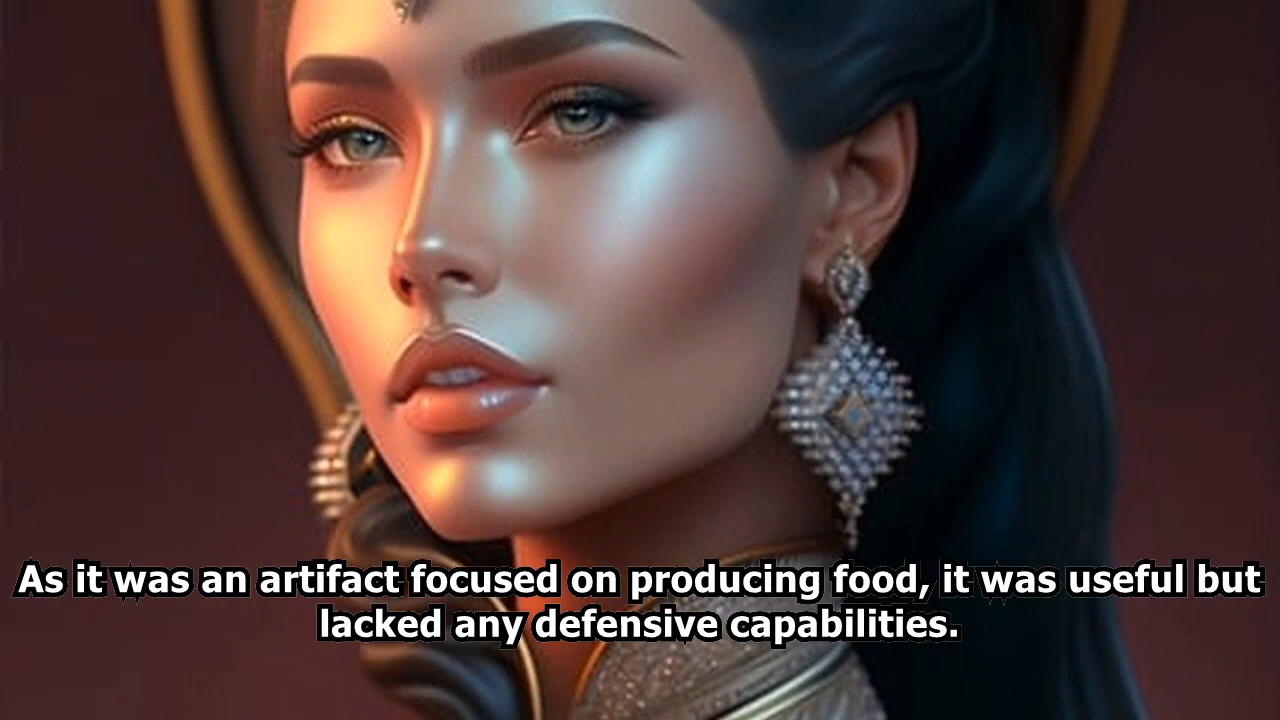 As it was an artifact focused on producing food, it was useful but
lacked any defensive capabilities.